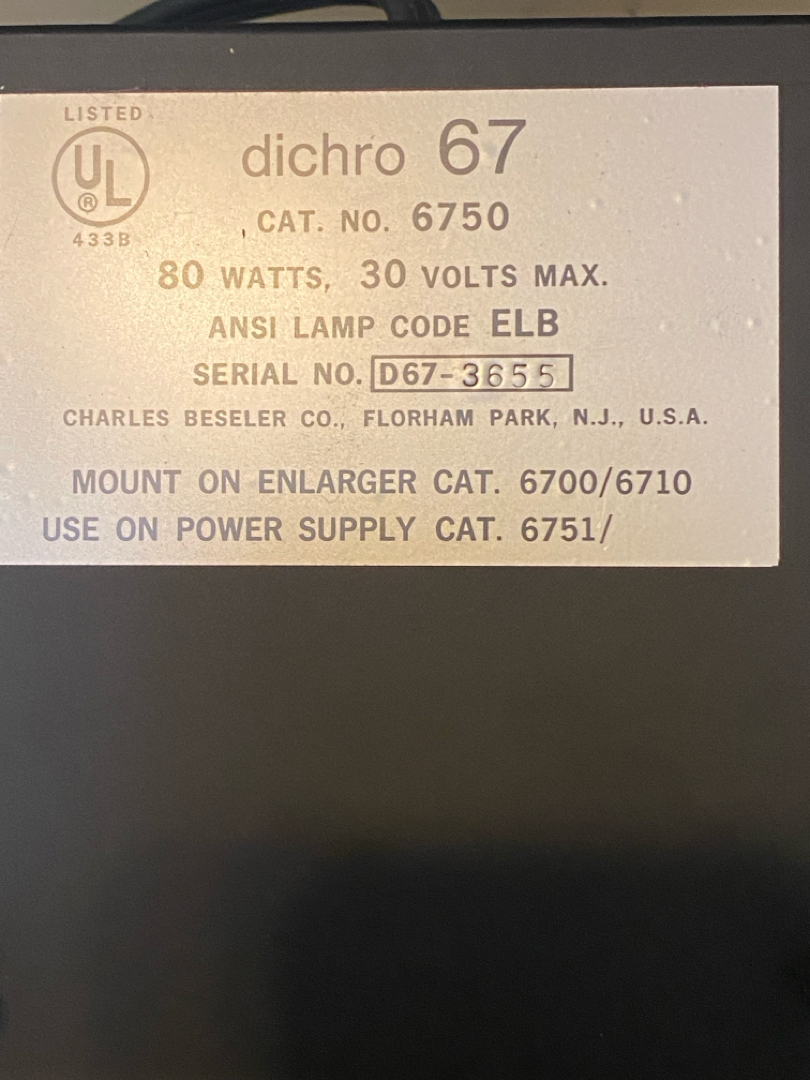 LISTED
UL
®
433B
dichro 67
CAT. NO. 6750
80 WATTS, 30 VOLTS MAX.
ANSI LAMP CODE ELB
SERIAL NO. D67-3655
CHARLES BESELER CO., FLORHAM PARK, N.J., U.S.A.
MOUNT ON ENLARGER CAT. 6700/6710
USE ON POWER SUPPLY CAT. 6751/